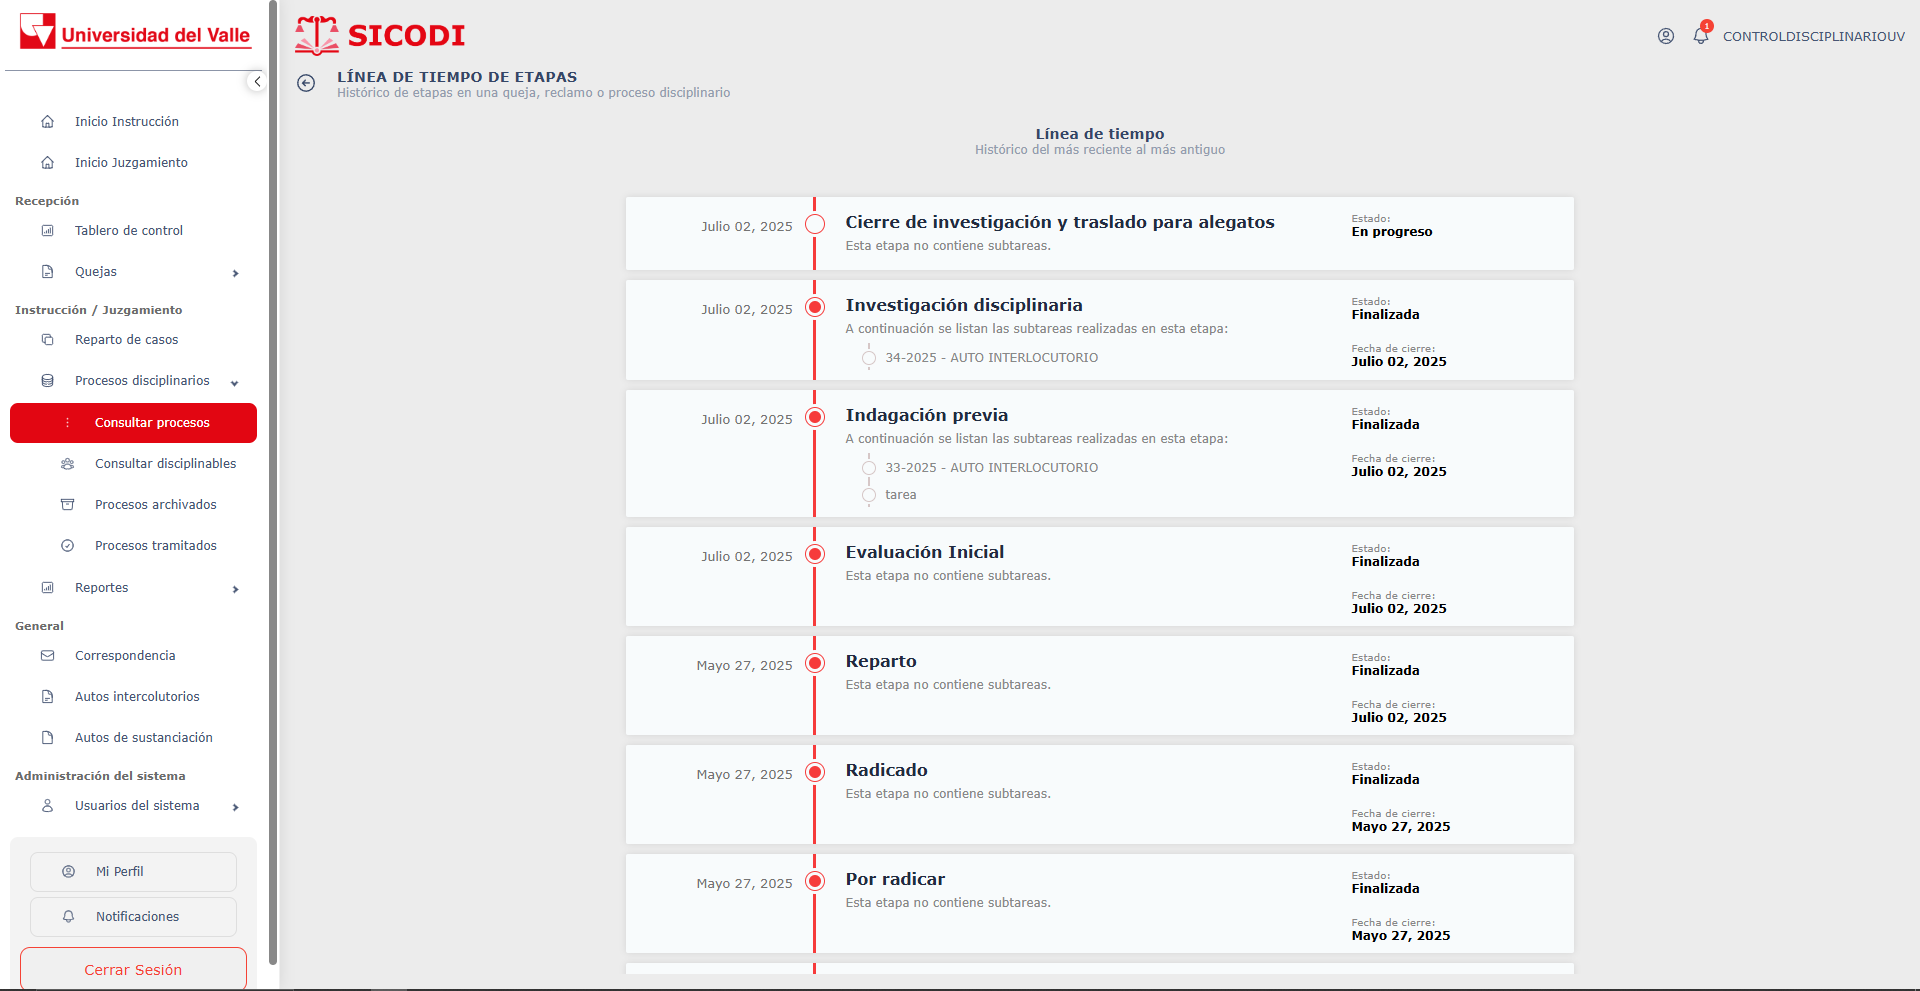 Universidad del Valle
Inicio Instrucción
Inicio Juzgamiento
Recepción
Tablero de control
Quejas
Instrucción / Juzgamiento
Reparto de casos
Procesos disciplinarios
Consultar procesos
Consultar disciplinables
Procesos archivados
Procesos tramitados
Reportes
General
Correspondencia
Autos intercolutorios
Autos de sustanciación
Administración del sistema
Usuarios del sistema
Mi Perfil
Notificaciones
Cerrar Sesión
SICODI
1
CONTROLDISCIPLINARIOUV
LÍNEA DE TIEMPO DE ETAPAS
Histórico de etapas en una queja, reclamo o proceso disciplinario
Línea de tiempo
Histórico del más reciente al más antiguo
Julio 02, 2025
Cierre de investigación y traslado para alegatos
Esta etapa no contiene subtareas.
Estado:
En progreso
Julio 02, 2025
Investigación disciplinaria
A continuación se listan las subtareas realizadas en esta etapa:
34-2025 - AUTO INTERLOCUTORIO
Estado:
Finalizada
Fecha de cierre:
Julio 02, 2025
Julio 02, 2025
Indagación previa
A continuación se listan las subtareas realizadas en esta etapa:
33-2025 - AUTO INTERLOCUTORIO
tarea
Estado:
Finalizada
Fecha de cierre:
Julio 02, 2025
Julio 02, 2025
Evaluación Inicial
Esta etapa no contiene subtareas.
Estado:
Finalizada
Fecha de cierre:
Julio 02, 2025
Mayo 27, 2025
Reparto
Esta etapa no contiene subtareas.
Estado:
Finalizada
Fecha de cierre:
Julio 02, 2025
Mayo 27, 2025
Radicado
Esta etapa no contiene subtareas.
Estado:
Finalizada
Fecha de cierre:
Mayo 27, 2025
Mayo 27, 2025
Por radicar
Esta etapa no contiene subtareas.
Estado:
Finalizada
Fecha de cierre:
Mayo 27, 2025